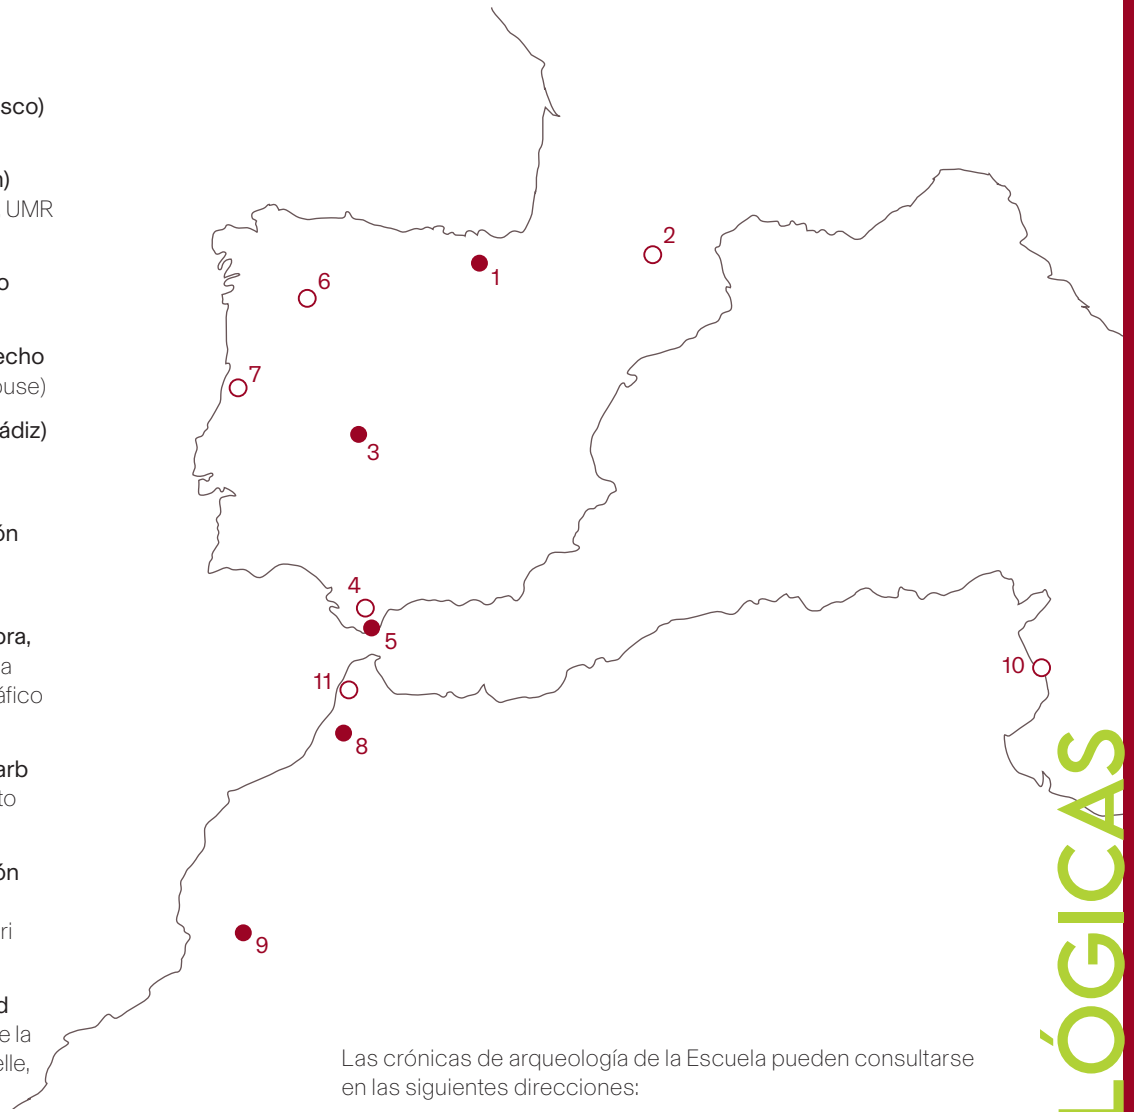 sco)
n)
UMR
o
echo
ouse)
ádiz)
ón
ora,
a
áfico
arb
to
ón
ri
d
e la
elle,
1
2
6
7
3
4
5
11
8
10
9
Las crónicas de arqueología de la Escuela pueden consultarse
en las siguientes direcciones:
LÓGICAS